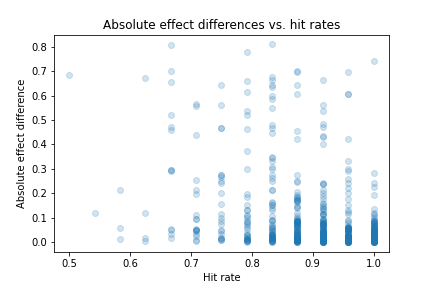 Absolute effect differences vs. hit rates
Absolute effect difference
0.8
0.7
0.6
0.5
0.4
0.3
0.2
0.1
0.0
0.5 0.6 0.7 0.8 0.9 1.0
Hit rate